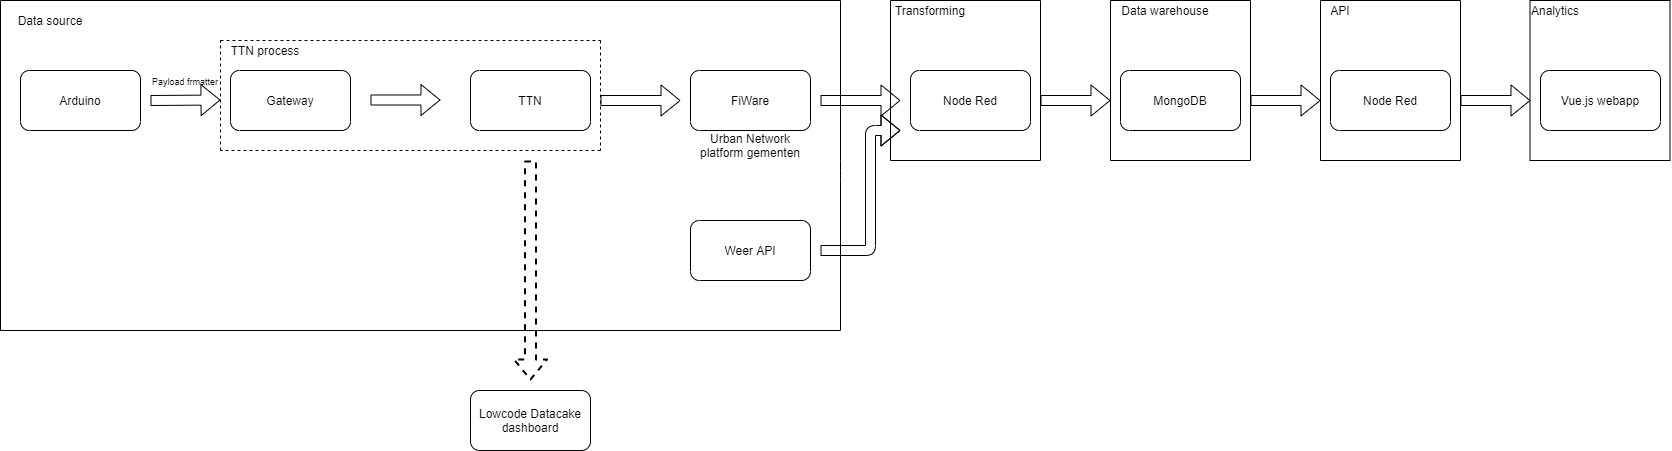 Data source
TTN process
Payload frmatter
Arduino
Gateway
TTN
FiWare
Urban Network
platform gementen
Weer API
Lowcode Datacake
dashboard
Transforming
Node Red
Data warehouse
MongoDB
API
Node Red
Analytics
Vue.js webapp